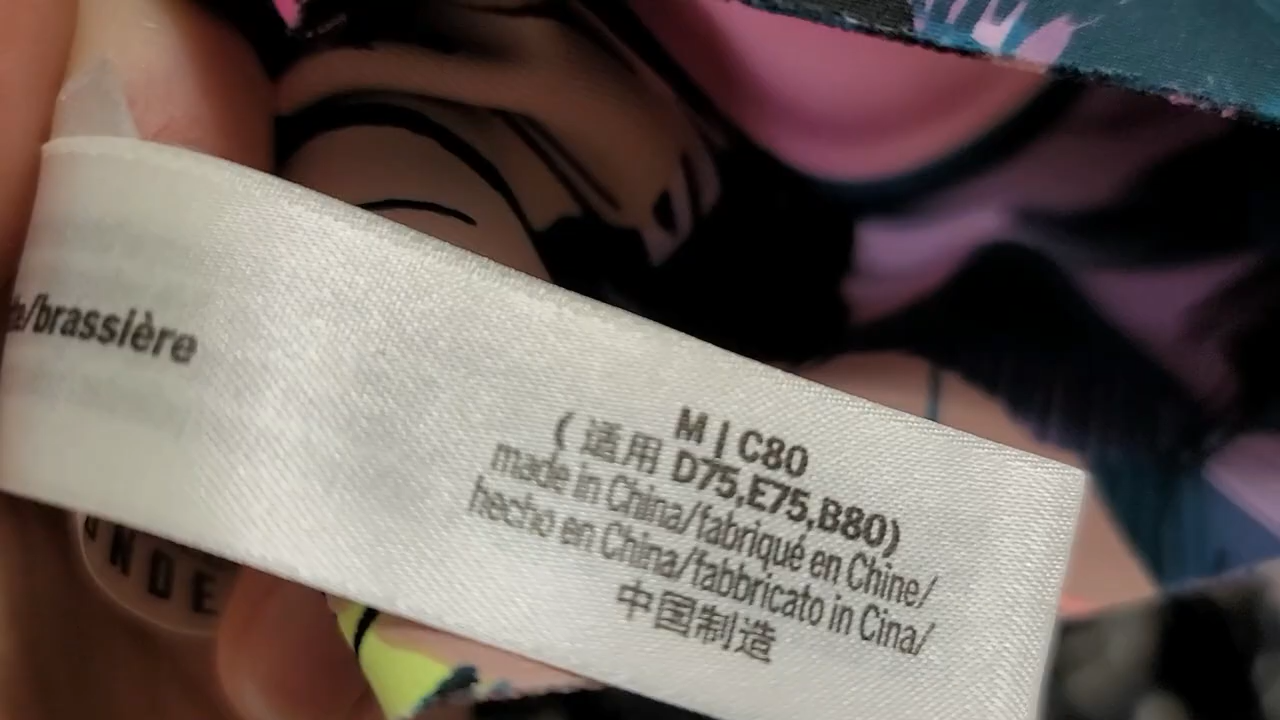 /brassière
M | C80
(适用 D75,E75,B80)
made in China/fabriqué en Chine/
hecho en China/fabbricato in Cina/
中国制造
NDE